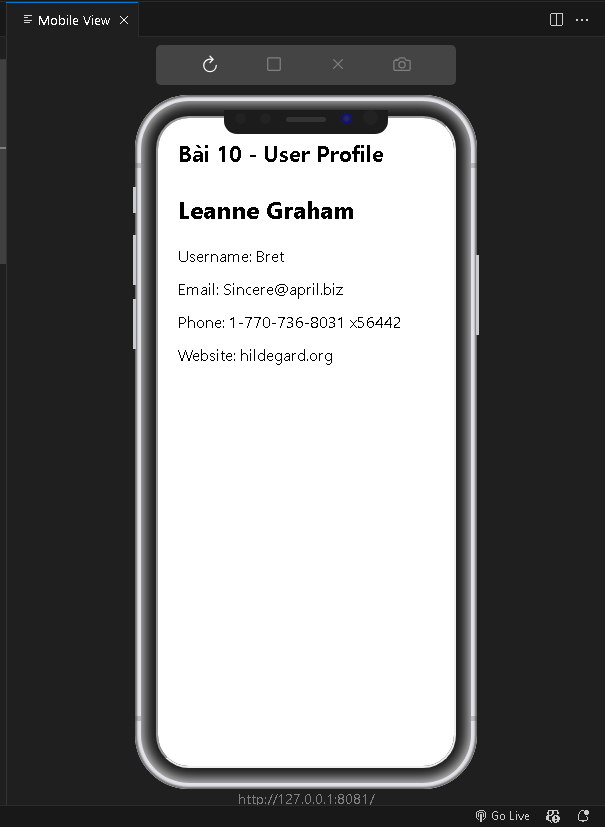 Mobile View
Bài 10 - User Profile
Leanne Graham
Username: Bret
Email: Sincere@april.biz
Phone: 1-770-736-8031 x56442
Website: hildegard.org
http://127.0.0.1:8081/
Go Live